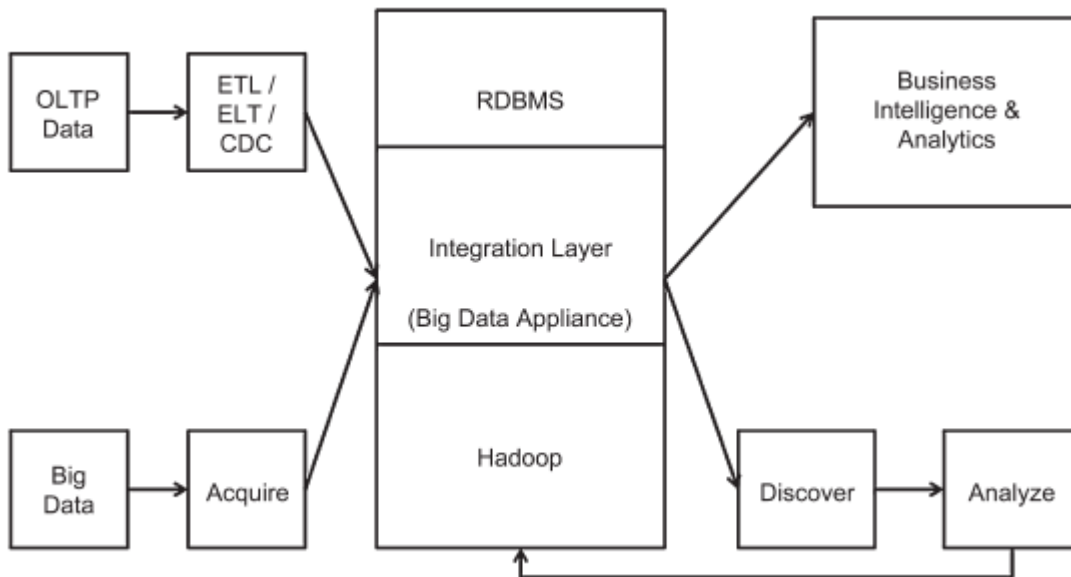 OLTP
Data
ETL /
ELT /
CDC
RDBMS
Business
Intelligence &
Analytics
Integration Layer
(Big Data Appliance)
Big
Data
Acquire
Hadoop
Discover
Analyze